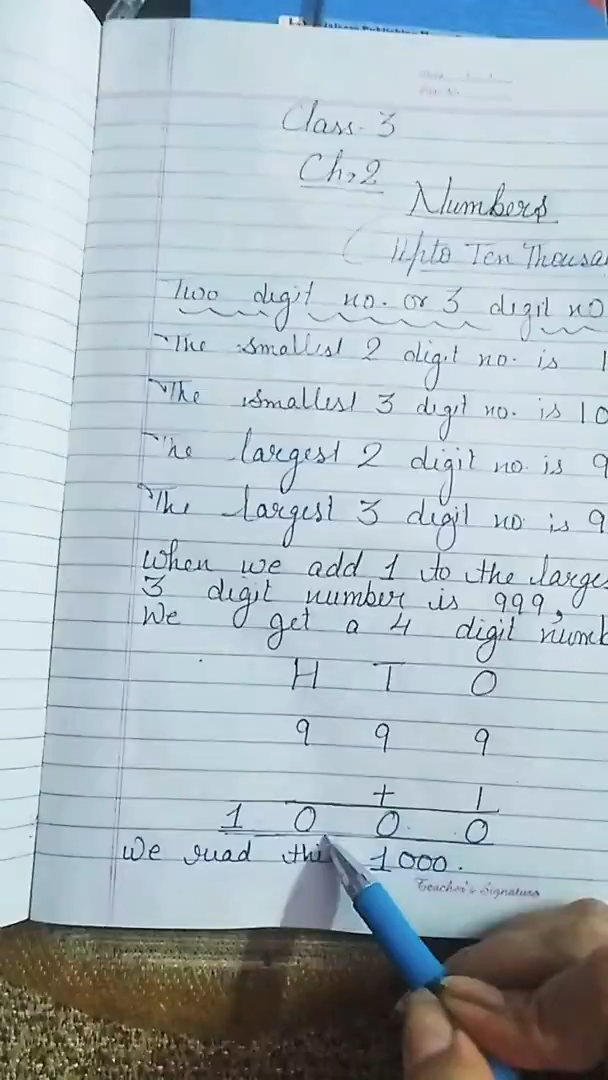 Class-3
Ch.2
Numbers
(Upto Ten Thousa
Two digit no. or 3 digit no
The smallest 2 digit no. is 1
The smallest 3 digit no. is 10
The largest 2 digit no. is 9
The largest 3 digit no is 9
When we add 1 to the large
3 digit number is 999,
We get a 4 digit numb
H T O
9 9 9
+ 1
1 0 0 0
We read thi 1000.
Teacher's Signature